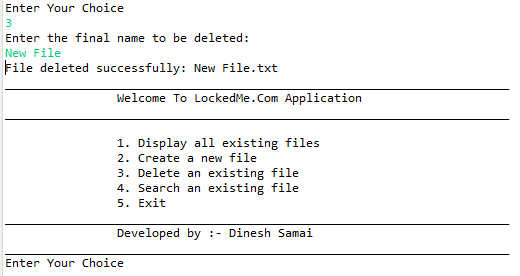 Enter Your Choice
3
Enter the final name to be deleted:
New File
File deleted successfully: New File.txt
Welcome To LockedMe.Com Application
1. Display all existing files
2. Create a new file
3. Delete an existing file
4. Search an existing file
5. Exit
Developed by :- Dinesh Samai
Enter Your Choice